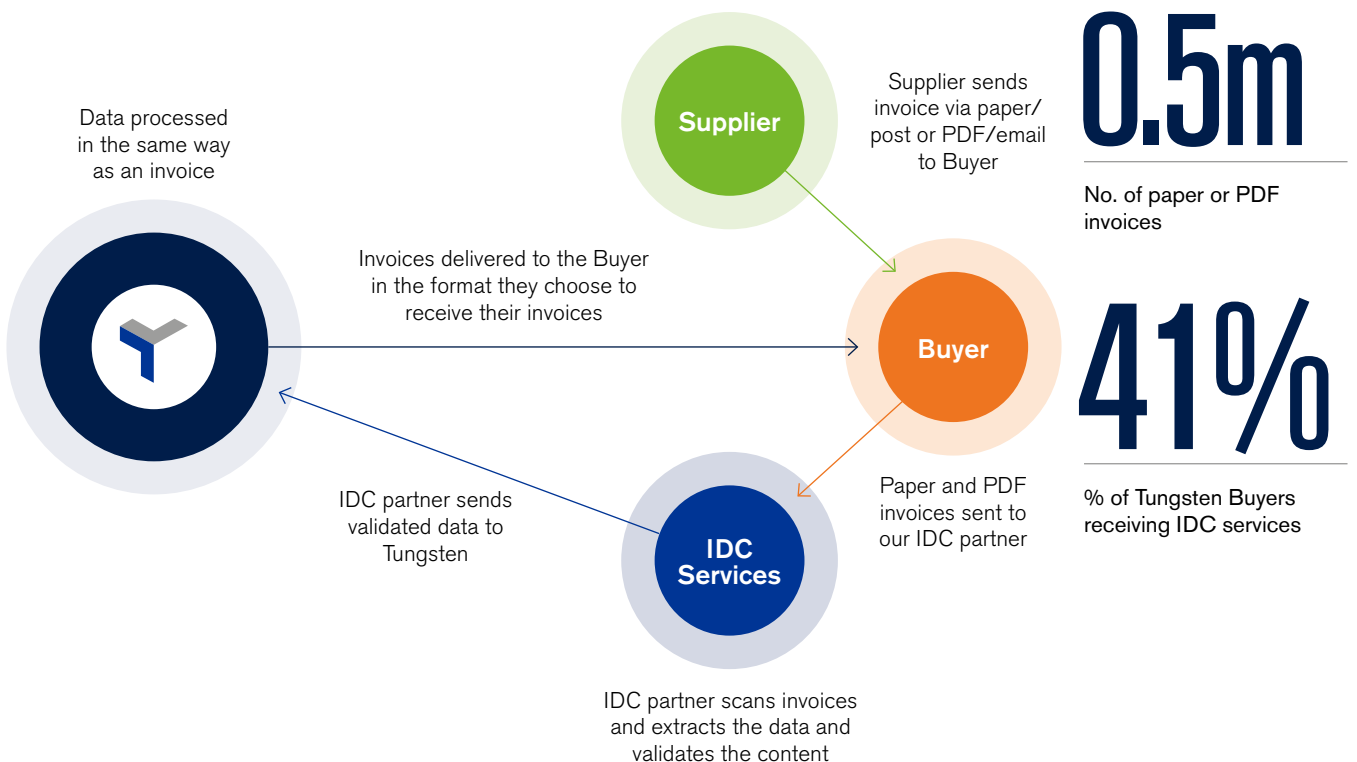 Data processed
in the same way
as an invoice
Supplier
Supplier sends
invoice via paper/
post or PDF/email
to Buyer
0.5m
No. of paper or PDF
invoices
Invoices delivered to the Buyer
in the format they choose to
receive their invoices
Buyer
41%
% of Tungsten Buyers
receiving IDC services
IDC partner sends
validated data to
Tungsten
IDC
Services
Paper and PDF
invoices sent to
our IDC partner
IDC partner scans invoices
and extracts the data and
validates the content